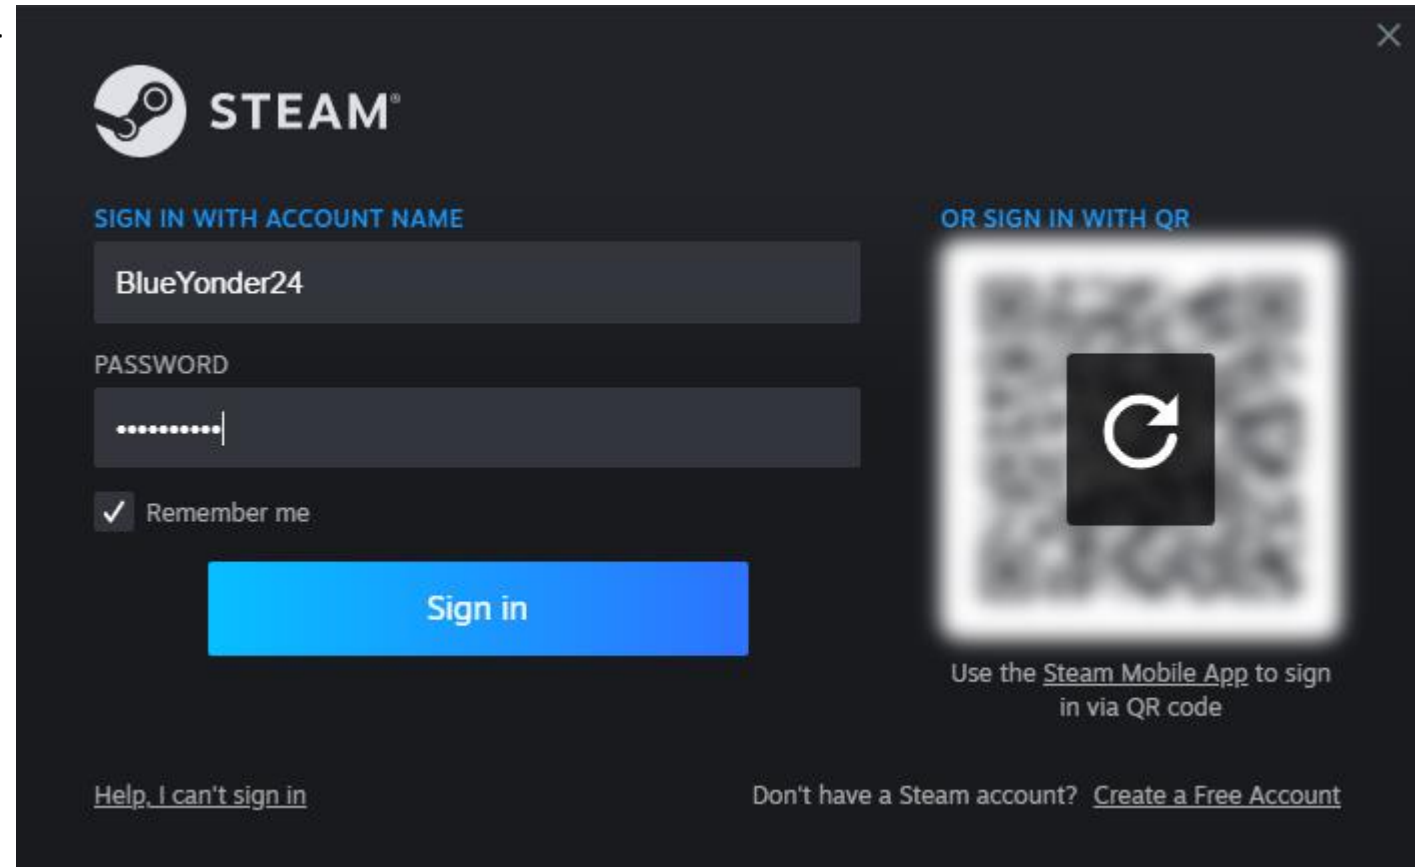 STEAM®
SIGN IN WITH ACCOUNT NAME
BlueYonder24
PASSWORD
••••••••••
Remember me
Sign in
OR SIGN IN WITH QR
Use the Steam Mobile App to sign
in via QR code
Help, I can't sign in
Don't have a Steam account? Create a Free Account